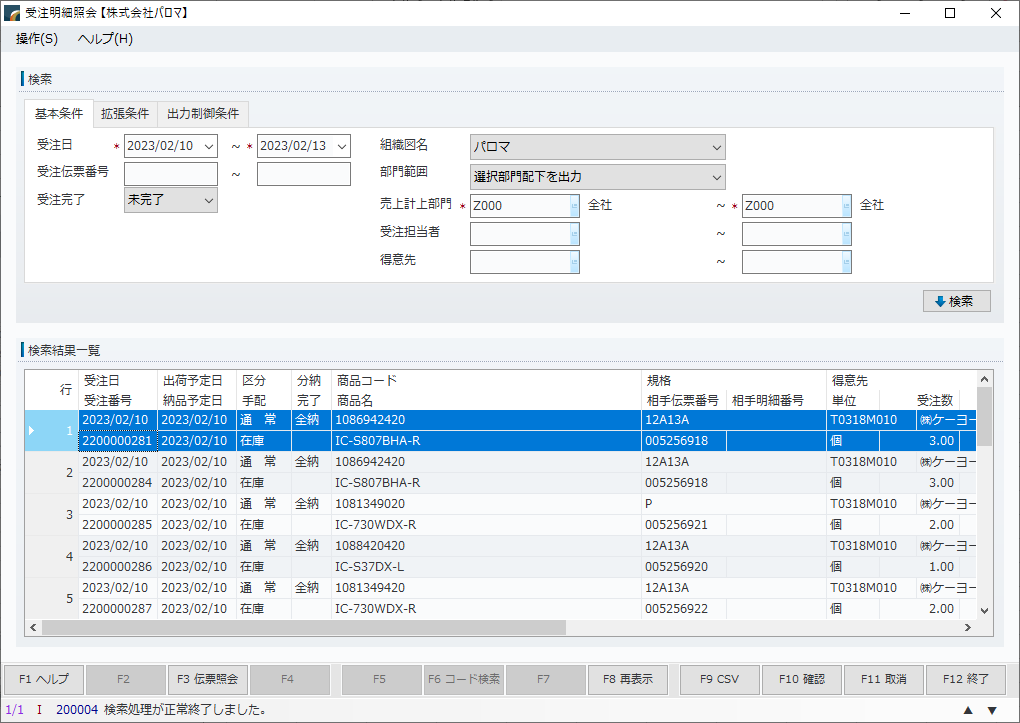 受注明細照会【株式会社パロマ】
操作(S) ヘルプ(H)
検索
基本条件 拡張条件 出力制御条件
受注日 * 2023/02/10 ~ * 2023/02/13 組織図名 パロマ
受注伝票番号 ~ 部門範囲 選択部門配下を出力
受注完了 未完了 売上計上部門 * Z000 全社 ~ * Z000 全社
受注担当者 ~
得意先 ~
検索
検索結果一覧
行 受注日 出荷予定日 区分 分納 商品コード 規格 得意先
受注番号 納品予定日 手配 完了 商品名 相手伝票番号 相手明細番号 単位 受注数
1 2023/02/10 2023/02/10 通 常 全納 1086942420 12A13A T0318M010 ㈱ケーヨー
2200000281 2023/02/10 在庫 IC-S807BHA-R 005256918 個 3.00
2 2023/02/10 2023/02/10 通 常 全納 1086942420 12A13A T0318M010 ㈱ケーヨー
2200000284 2023/02/10 在庫 IC-S807BHA-R 005256918 個 3.00
3 2023/02/10 2023/02/10 通 常 全納 1081349020 P T0318M010 ㈱ケーヨー
2200000285 2023/02/10 在庫 IC-730WDX-R 005256921 個 2.00
4 2023/02/10 2023/02/10 通 常 全納 1088420420 12A13A T0318M010 ㈱ケーヨー
2200000286 2023/02/10 在庫 IC-S37DX-L 005256920 個 1.00
5 2023/02/10 2023/02/10 通 常 全納 1081349420 12A13A T0318M010 ㈱ケーヨー
2200000287 2023/02/10 在庫 IC-730WDX-R 005256922 個 2.00
F1 ヘルプ F2 F3 伝票照会 F4 F5 F6 コード検索 F7 F8 再表示 F9 CSV F10 確認 F11 取消 F12 終了
1/1 I 200004 検索処理が正常終了しました。